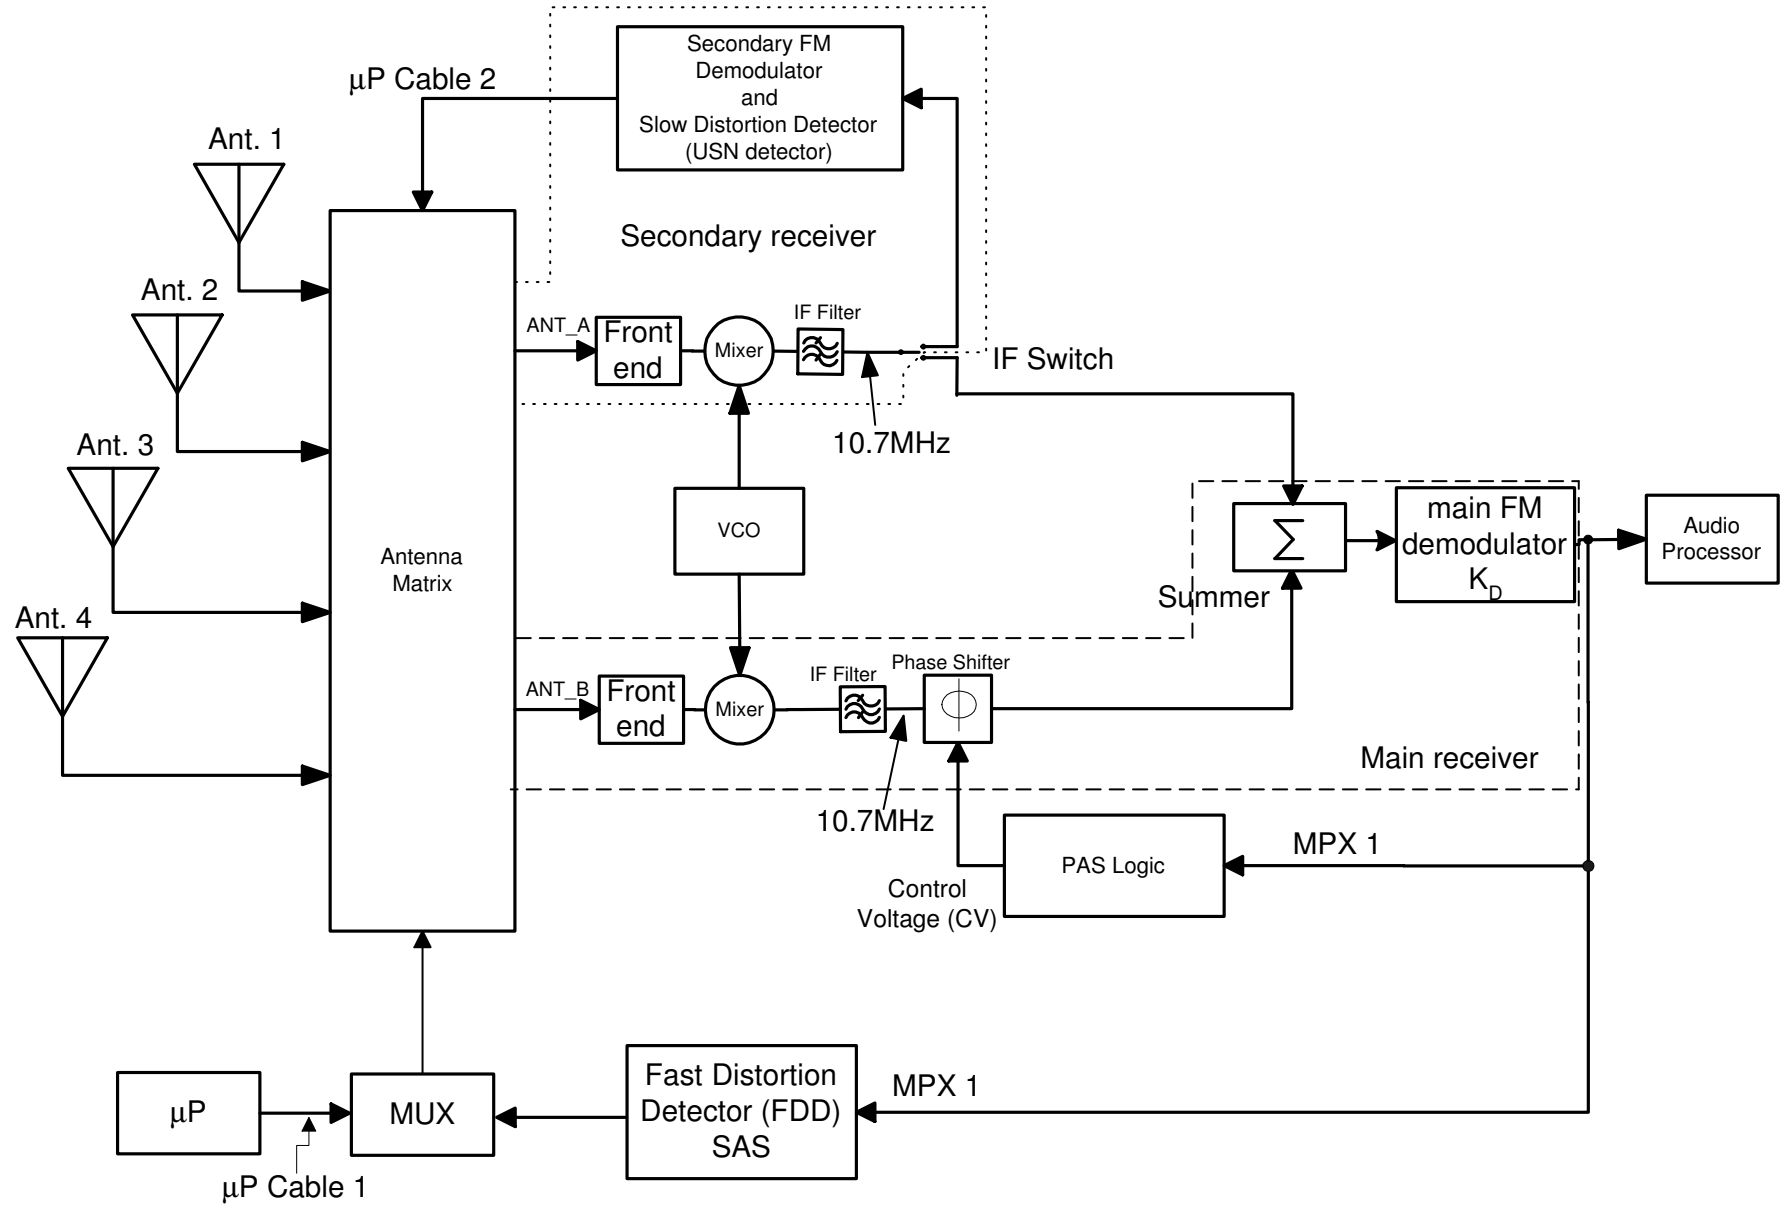 Secondary FM
Demodulator
and
Slow Distortion Detector
(USN detector)
μP Cable 2
Ant. 1
Secondary receiver
Ant. 2
ANT_A
Front
end
Mixer
IF Filter
IF Switch
10.7MHz
Ant. 3
VCO
Antenna
Matrix
Σ
main FM
demodulator
K_D
Audio
Processor
Summer
Ant. 4
ANT_B
Front
end
Mixer
IF Filter
Phase Shifter
Φ
Main receiver
10.7MHz
PAS Logic
MPX 1
Control
Voltage (CV)
μP
MUX
Fast Distortion
Detector (FDD)
SAS
MPX 1
μP Cable 1